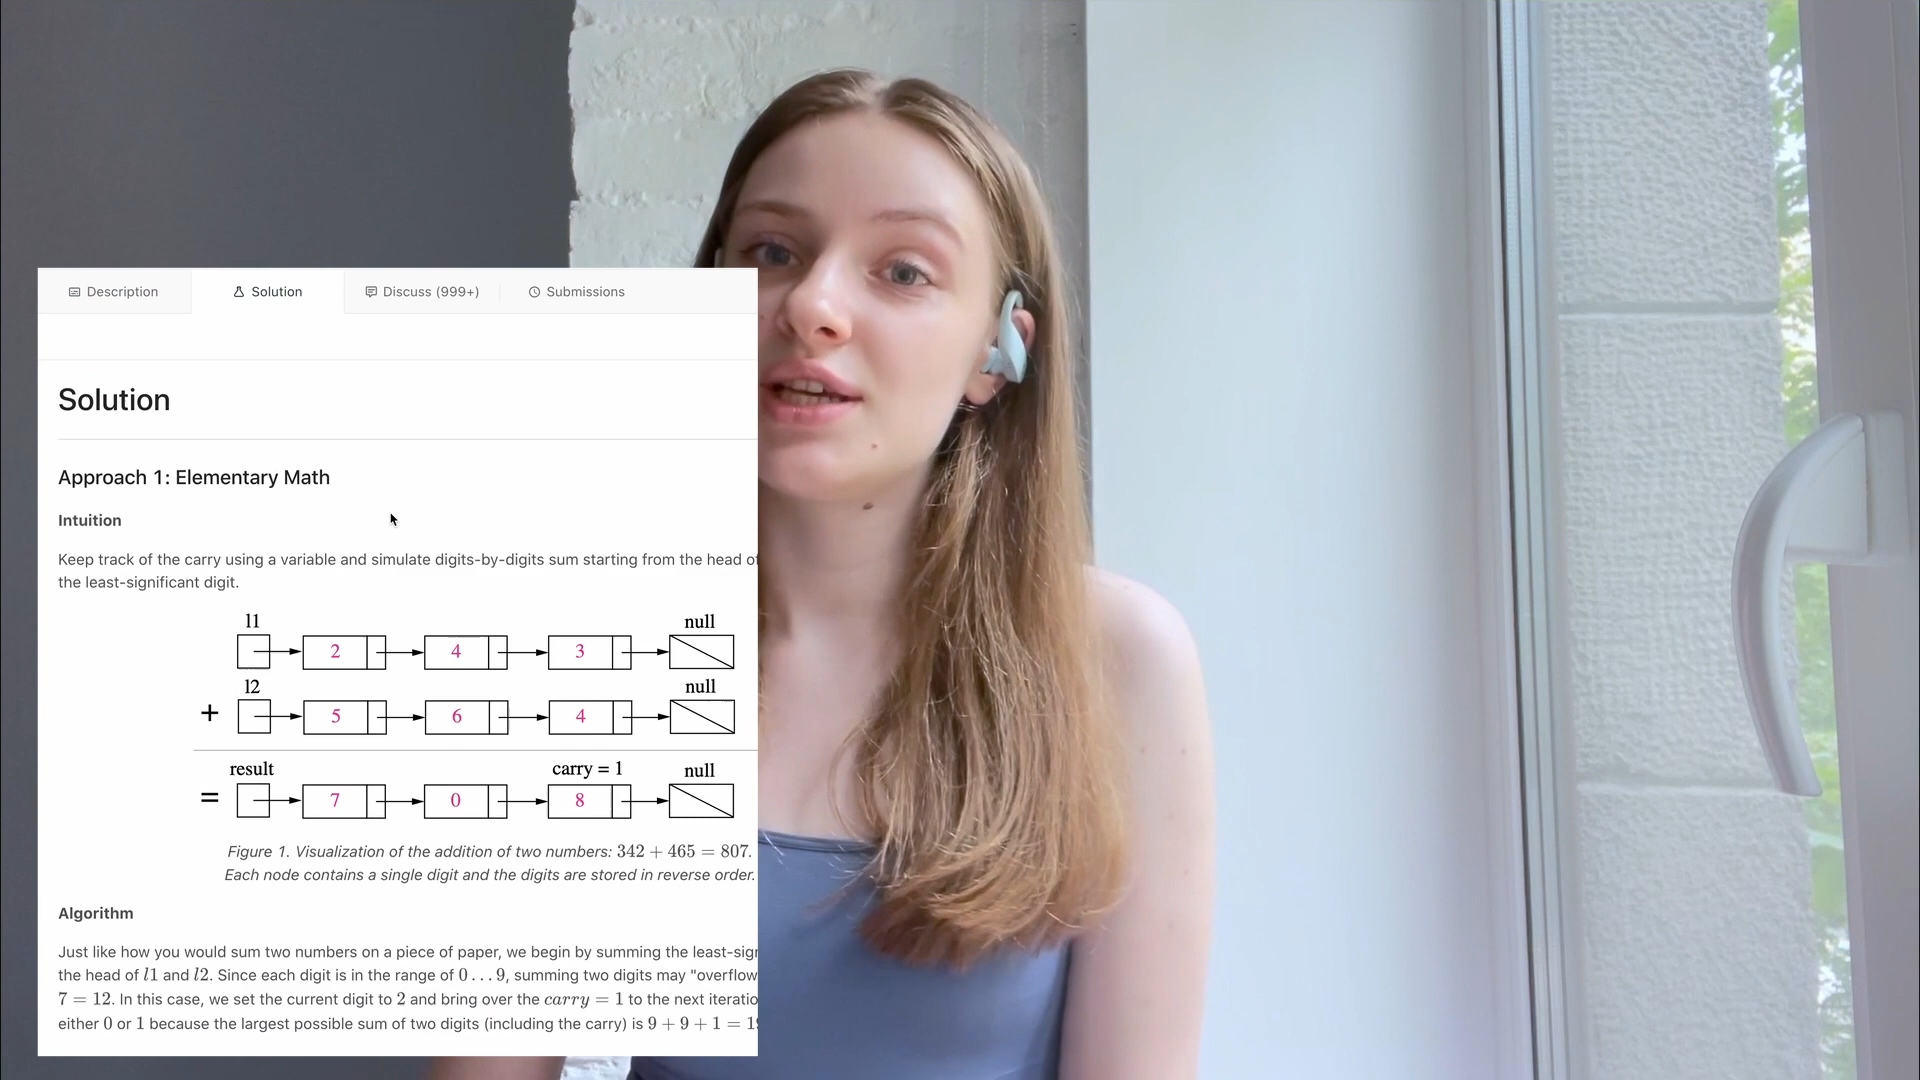 Description Solution Discuss (999+) Submissions
Solution
Approach 1: Elementary Math
Intuition
Keep track of the carry using a variable and simulate digits-by-digits sum starting from the head of
the least-significant digit.
l1 null
2 4 3
l2 null
+ 5 6 4
result carry = 1 null
= 7 0 8
Figure 1. Visualization of the addition of two numbers: 342 + 465 = 807.
Each node contains a single digit and the digits are stored in reverse order.
Algorithm
Just like how you would sum two numbers on a piece of paper, we begin by summing the least-sig
the head of l1 and l2. Since each digit is in the range of 0...9, summing two digits may "overflow
7 = 12. In this case, we set the current digit to 2 and bring over the carry = 1 to the next iteratio
either 0 or 1 because the largest possible sum of two digits (including the carry) is 9 + 9 + 1 = 19